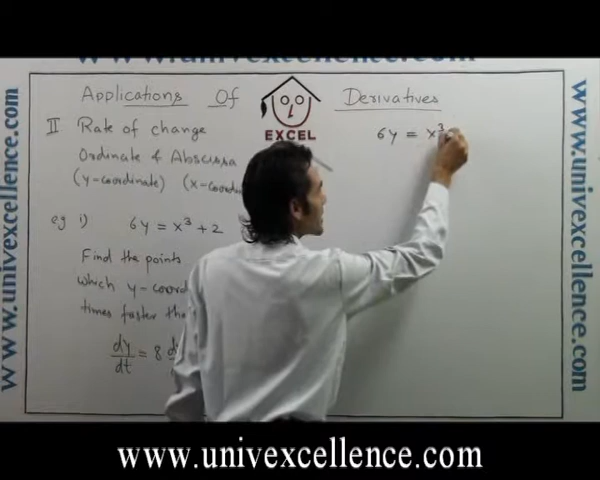 www.univexcellence.com
Applications Of Derivatives
EXCEL
II Rate of change
Ordinate & Abscissa
(y-coordinate) (x-coord
eg i) 6y = x³ + 2
Find the points
which y-coord
times faster tha
dy/dt = 8
6y = x³
www.univexcellence.com
www.univexcellence.com
www.univexcellence.com